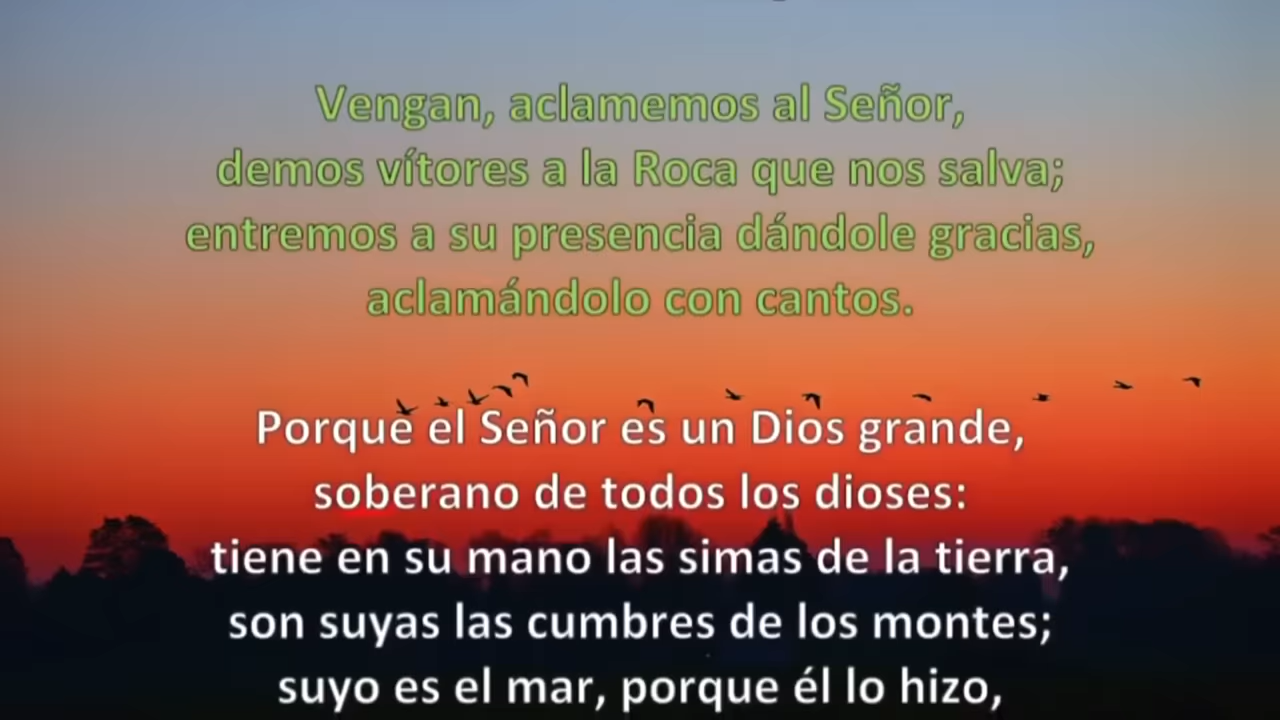 Vengan, aclamemos al Señor,
demos vítores a la Roca que nos salva;
entremos a su presencia dándole gracias,
aclamándolo con cantos.
Porque el Señor es un Dios grande,
soberano de todos los dioses:
tiene en su mano las simas de la tierra,
son suyas las cumbres de los montes;
suyo es el mar, porque él lo hizo,